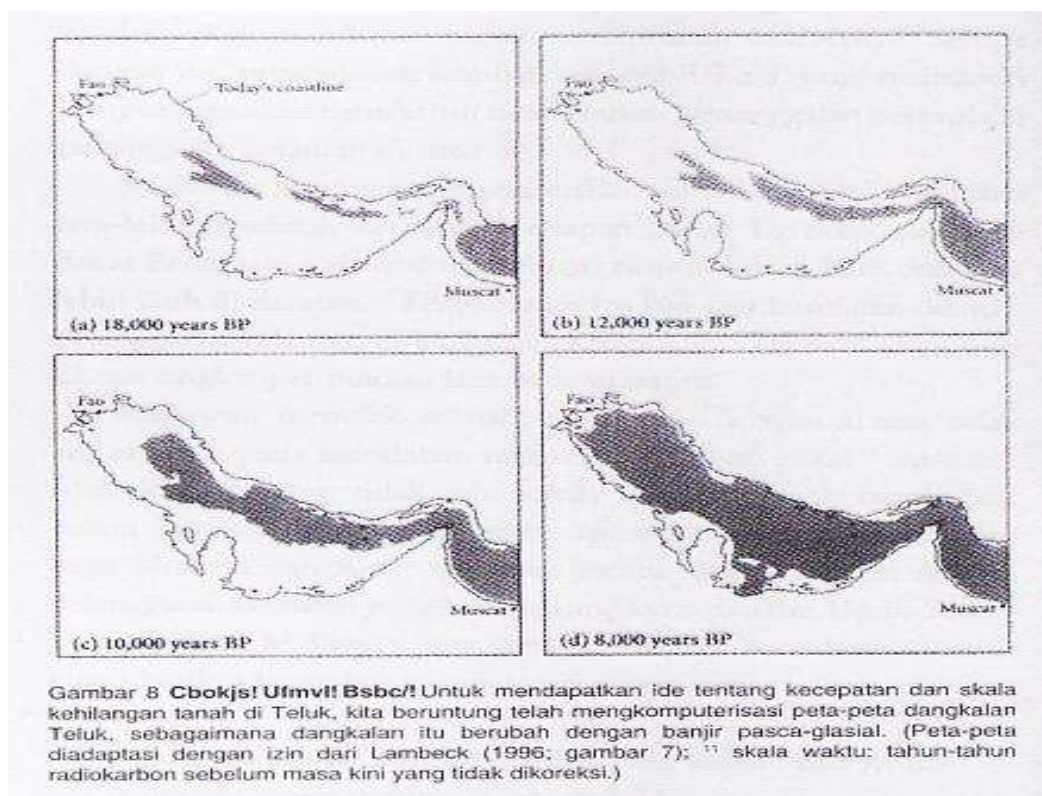 Fao
Today's coastline
Muscat
(a) 18,000 years BP
Fao
Muscat
(b) 12,000 years BP
Fao
Muscat
(c) 10,000 years BP
Fao
Muscat
(d) 8,000 years BP
Gambar 8 Cbokjs! Ufmvl! Bsbc/! Untuk mendapatkan ide tentang kecepatan dan skala
kehilangan tanah di Teluk, kita beruntung telah mengkomputerisasi peta-peta dangkalan
Teluk, sebagaimana dangkalan itu berubah dengan banjir pasca-glasial. (Peta-peta
diadaptasi dengan izin dari Lambeck (1996; gambar 7); 11 skala waktu: tahun-tahun
radiokarbon sebelum masa kini yang tidak dikoreksi.)